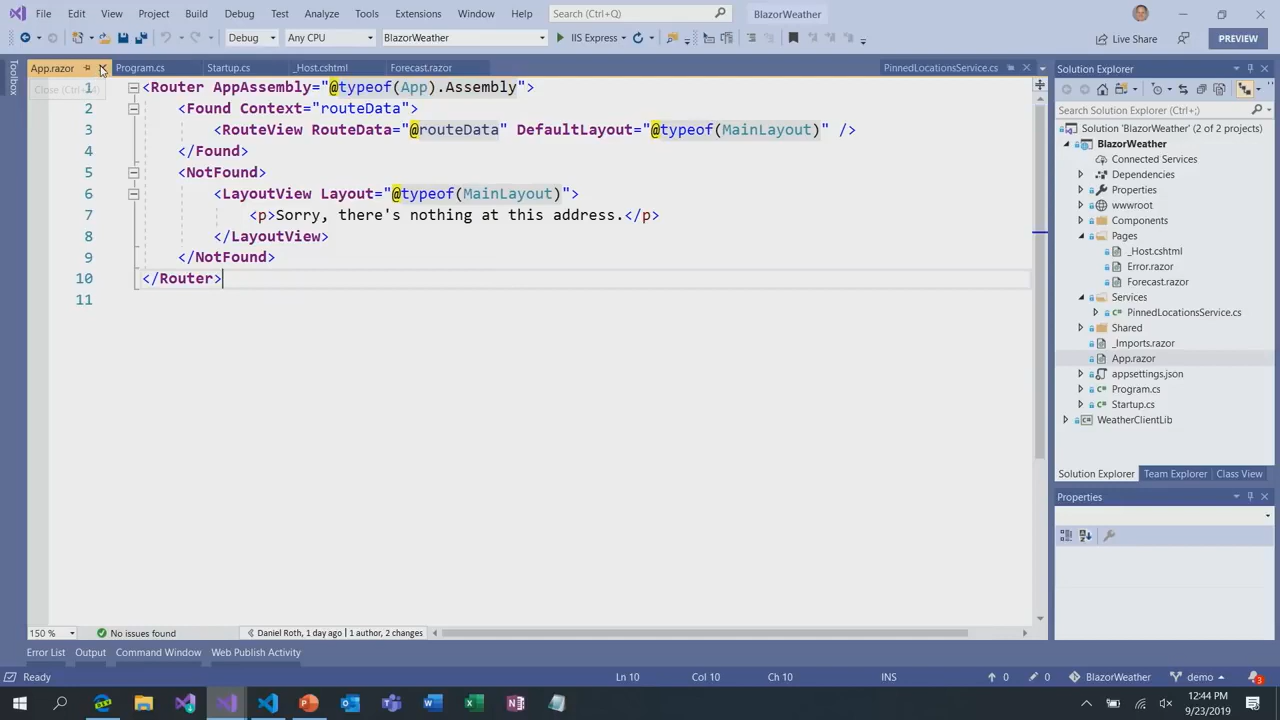 File Edit View Project Build Debug Test Analyze Tools Extensions Window Help Search (Ctrl+Q) BlazorWeather
Debug Any CPU BlazorWeather IIS Express Live Share PREVIEW
Toolbox
App.razor Program.cs Startup.cs _Host.cshtml Forecast.razor PinnedLocationsService.cs
Close (Ctrl+F4)
1 <Router AppAssembly="@typeof(App).Assembly">
2 <Found Context="routeData">
3 <RouteView RouteData="@routeData" DefaultLayout="@typeof(MainLayout)" />
4 </Found>
5 <NotFound>
6 <LayoutView Layout="@typeof(MainLayout)">
7 <p>Sorry, there's nothing at this address.</p>
8 </LayoutView>
9 </NotFound>
10 </Router>
11
150 % No issues found Daniel Roth, 1 day ago | 1 author, 2 changes
Solution Explorer
Search Solution Explorer (Ctrl+;)
Solution 'BlazorWeather' (2 of 2 projects)
BlazorWeather
Connected Services
Dependencies
Properties
wwwroot
Components
Pages
_Host.cshtml
Error.razor
Forecast.razor
Services
PinnedLocationsService.cs
Shared
_Imports.razor
App.razor
appsettings.json
Program.cs
Startup.cs
WeatherClientLib
Solution Explorer Team Explorer Class View
Properties
Error List Output Command Window Web Publish Activity
Ready Ln 10 Col 10 Ch 10 INS 0 0 BlazorWeather demo 3
12:44 PM
9/23/2019